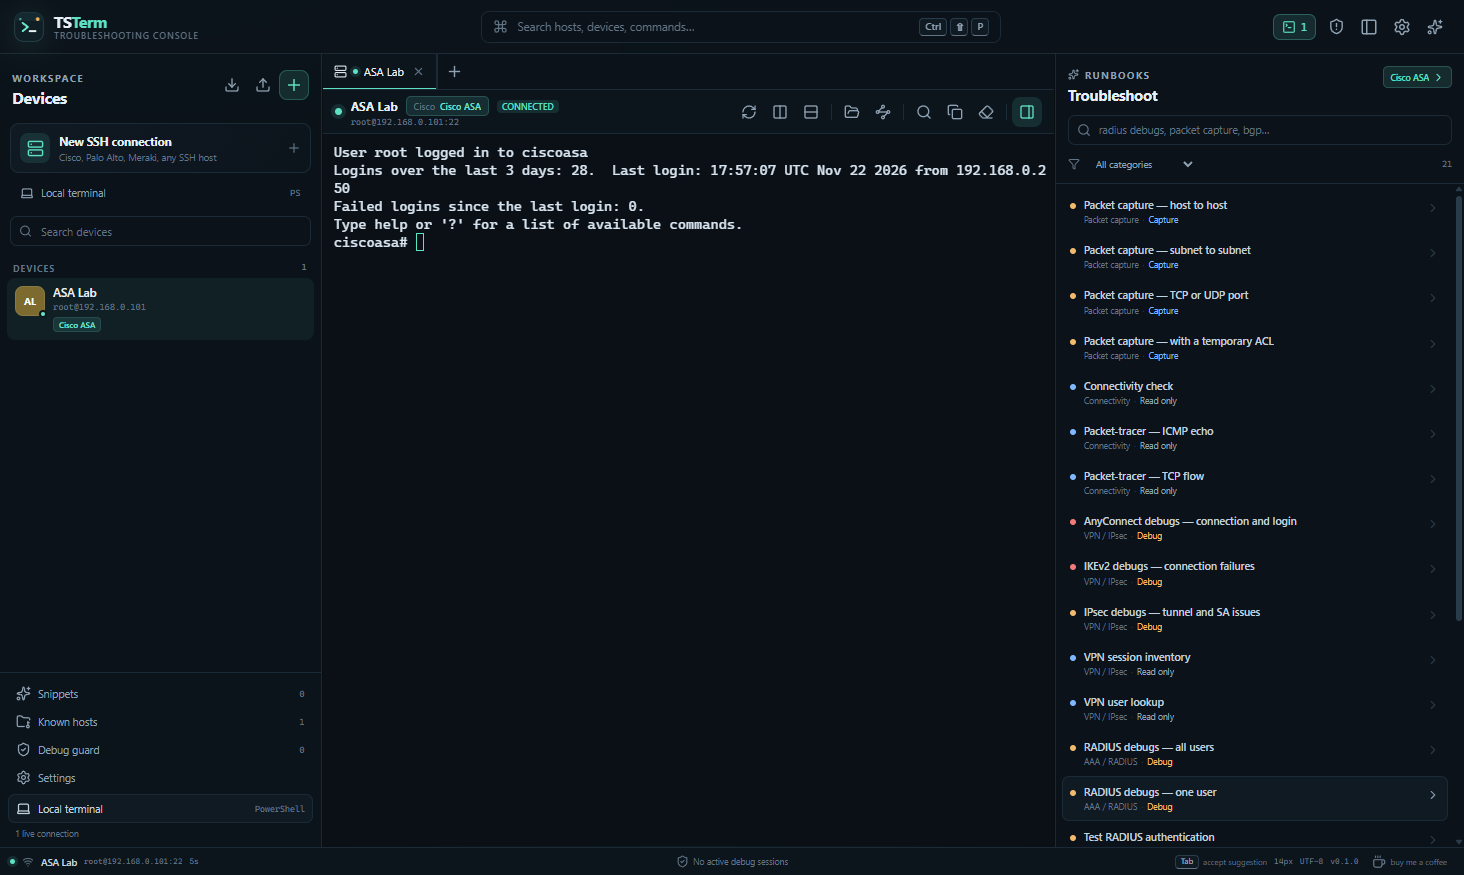 TSTerm
TROUBLESHOOTING CONSOLE
Search hosts, devices, commands...
Ctrl
P
1
WORKSPACE
Devices
New SSH connection
Cisco, Palo Alto, Meraki, any SSH host
Local terminal
PS
Search devices
DEVICES
1
AL
ASA Lab
root@192.168.0.101
Cisco ASA
Snippets
0
Known hosts
1
Debug guard
0
Settings
Local terminal
PowerShell
1 live connection
ASA Lab
ASA Lab
Cisco Cisco ASA
CONNECTED
root@192.168.0.101:22
User root logged in to ciscoasa
Logins over the last 3 days: 28.  Last login: 17:57:07 UTC Nov 22 2026 from 192.168.0.2
50
Failed logins since the last login: 0.
Type help or '?' for a list of available commands.
ciscoasa#
RUNBOOKS
Troubleshoot
Cisco ASA
radius debugs, packet capture, bgp...
All categories
21
Packet capture — host to host
Packet capture · Capture
Packet capture — subnet to subnet
Packet capture · Capture
Packet capture — TCP or UDP port
Packet capture · Capture
Packet capture — with a temporary ACL
Packet capture · Capture
Connectivity check
Connectivity · Read only
Packet-tracer — ICMP echo
Connectivity · Read only
Packet-tracer — TCP flow
Connectivity · Read only
AnyConnect debugs — connection and login
VPN / IPsec · Debug
IKEv2 debugs — connection failures
VPN / IPsec · Debug
IPsec debugs — tunnel and SA issues
VPN / IPsec · Debug
VPN session inventory
VPN / IPsec · Read only
VPN user lookup
VPN / IPsec · Read only
RADIUS debugs — all users
AAA / RADIUS · Debug
RADIUS debugs — one user
AAA / RADIUS · Debug
Test RADIUS authentication
ASA Lab
root@192.168.0.101:22
5s
No active debug sessions
Tab
accept suggestion
14px
UTF-8
v0.1.0
buy me a coffee